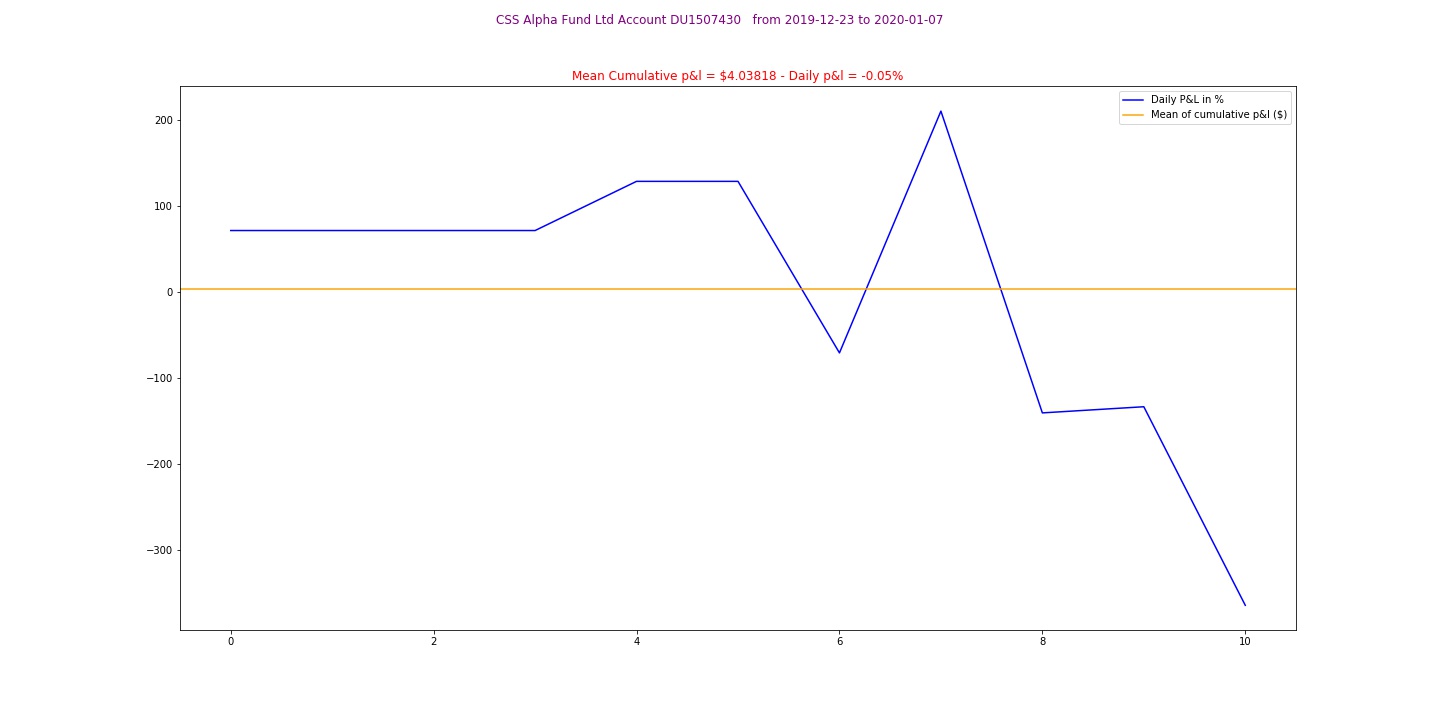 CSS Alpha Fund Ltd Account DU1507430   from 2019-12-23 to 2020-01-07
Mean Cumulative p&l = $4.03818 - Daily p&l = -0.05%
Daily P&L in %
Mean of cumulative p&l ($)
200
100
0
−100
−200
−300
0 2 4 6 8 10